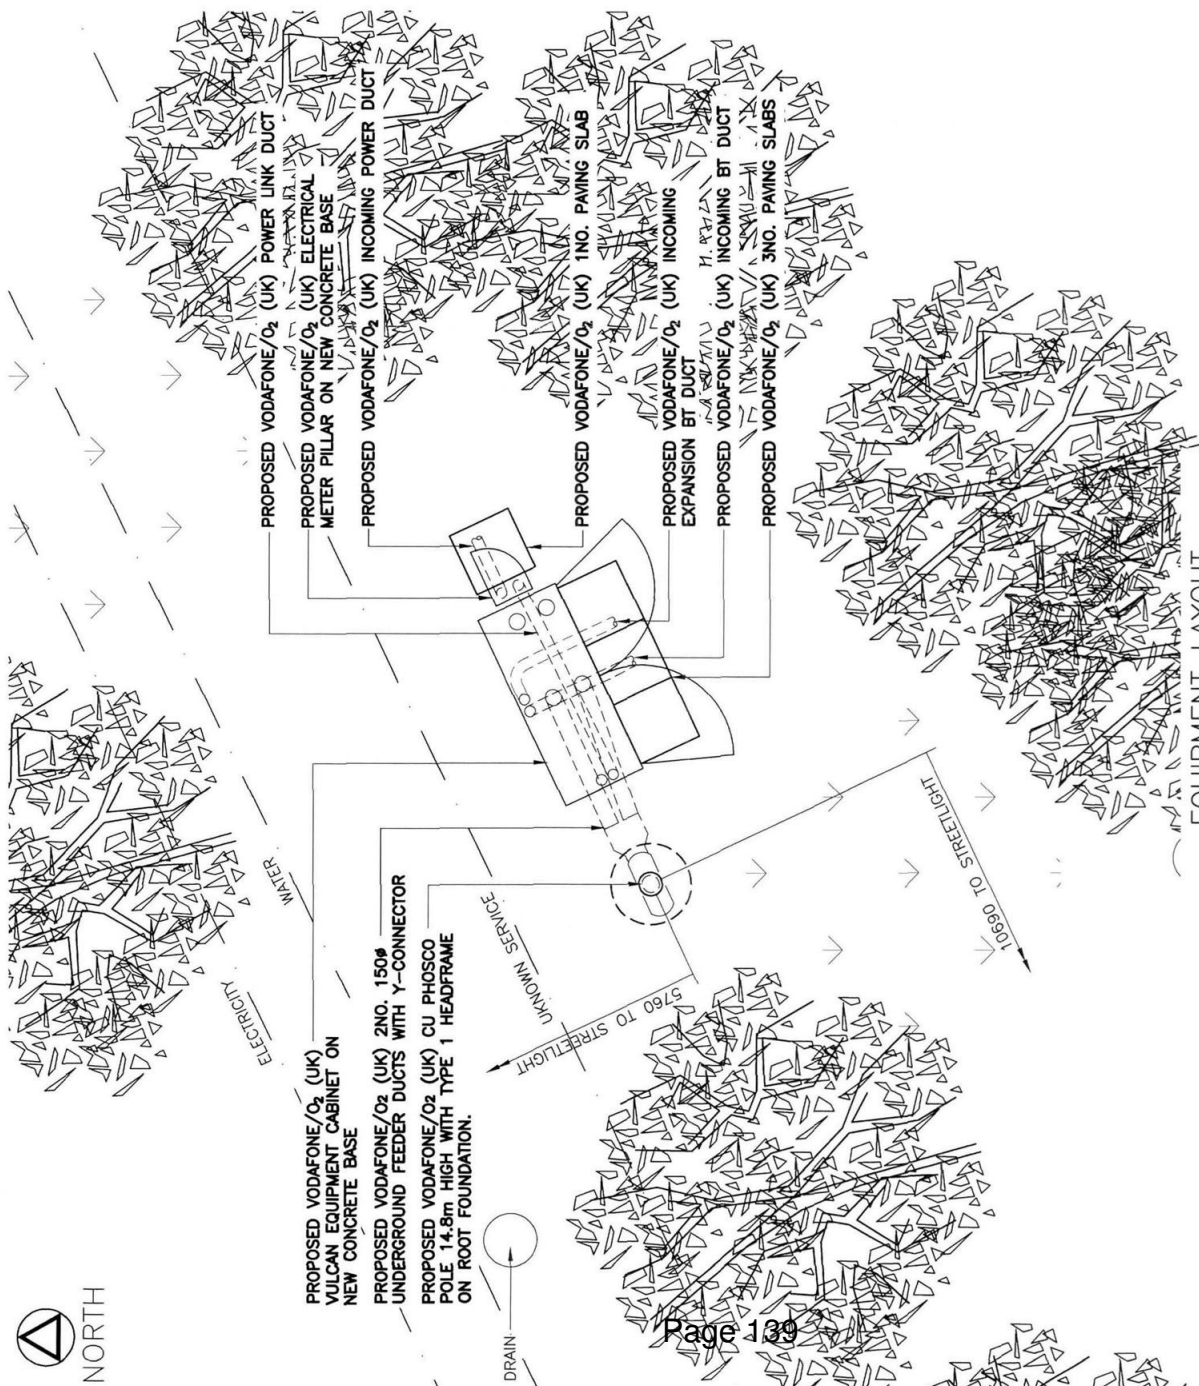 NORTH
PROPOSED VODAFONE/O₂ (UK)
VULCAN EQUIPMENT CABINET ON
NEW CONCRETE BASE
PROPOSED VODAFONE/O2 (UK) 2NO. 150ø
UNDERGROUND FEEDER DUCTS WITH Y-CONNECTOR
PROPOSED VODAFONE/O2 (UK) CU PHOSCO
POLE 14.8m HIGH WITH TYPE 1 HEADFRAME
ON ROOT FOUNDATION.
DRAIN
ELECTRICITY
WATER
UKNOWN SERVICE
5760 TO STREETLIGHT
10690 TO STREETLIGHT
PROPOSED VODAFONE/O₂ (UK) POWER LINK DUCT
PROPOSED VODAFONE/O₂ (UK) ELECTRICAL
METER PILLAR ON NEW CONCRETE BASE
PROPOSED VODAFONE/O₂ (UK) INCOMING POWER DUCT
PROPOSED VODAFONE/O₂ (UK) 1NO. PAVING SLAB
PROPOSED VODAFONE/O₂ (UK) INCOMING
EXPANSION BT DUCT
PROPOSED VODAFONE/O₂ (UK) INCOMING BT DUCT
PROPOSED VODAFONE/O₂ (UK) 3NO. PAVING SLABS
EQUIPMENT LAYOUT
Page 139